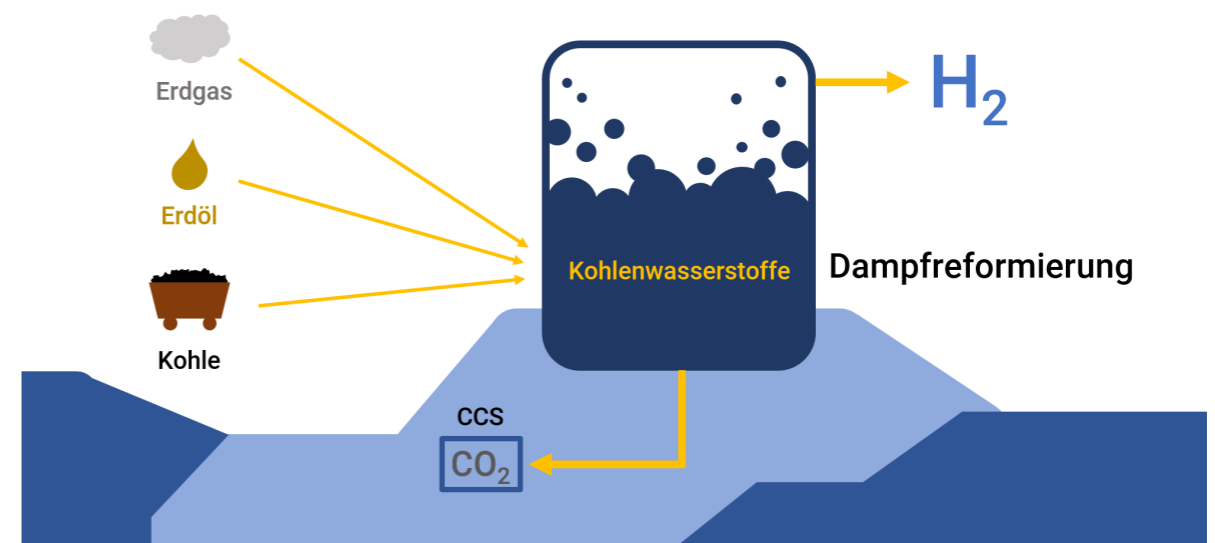 Erdgas
Erdöl
Kohle
Kohlenwasserstoffe
H₂
Dampfreformierung
CCS
CO₂